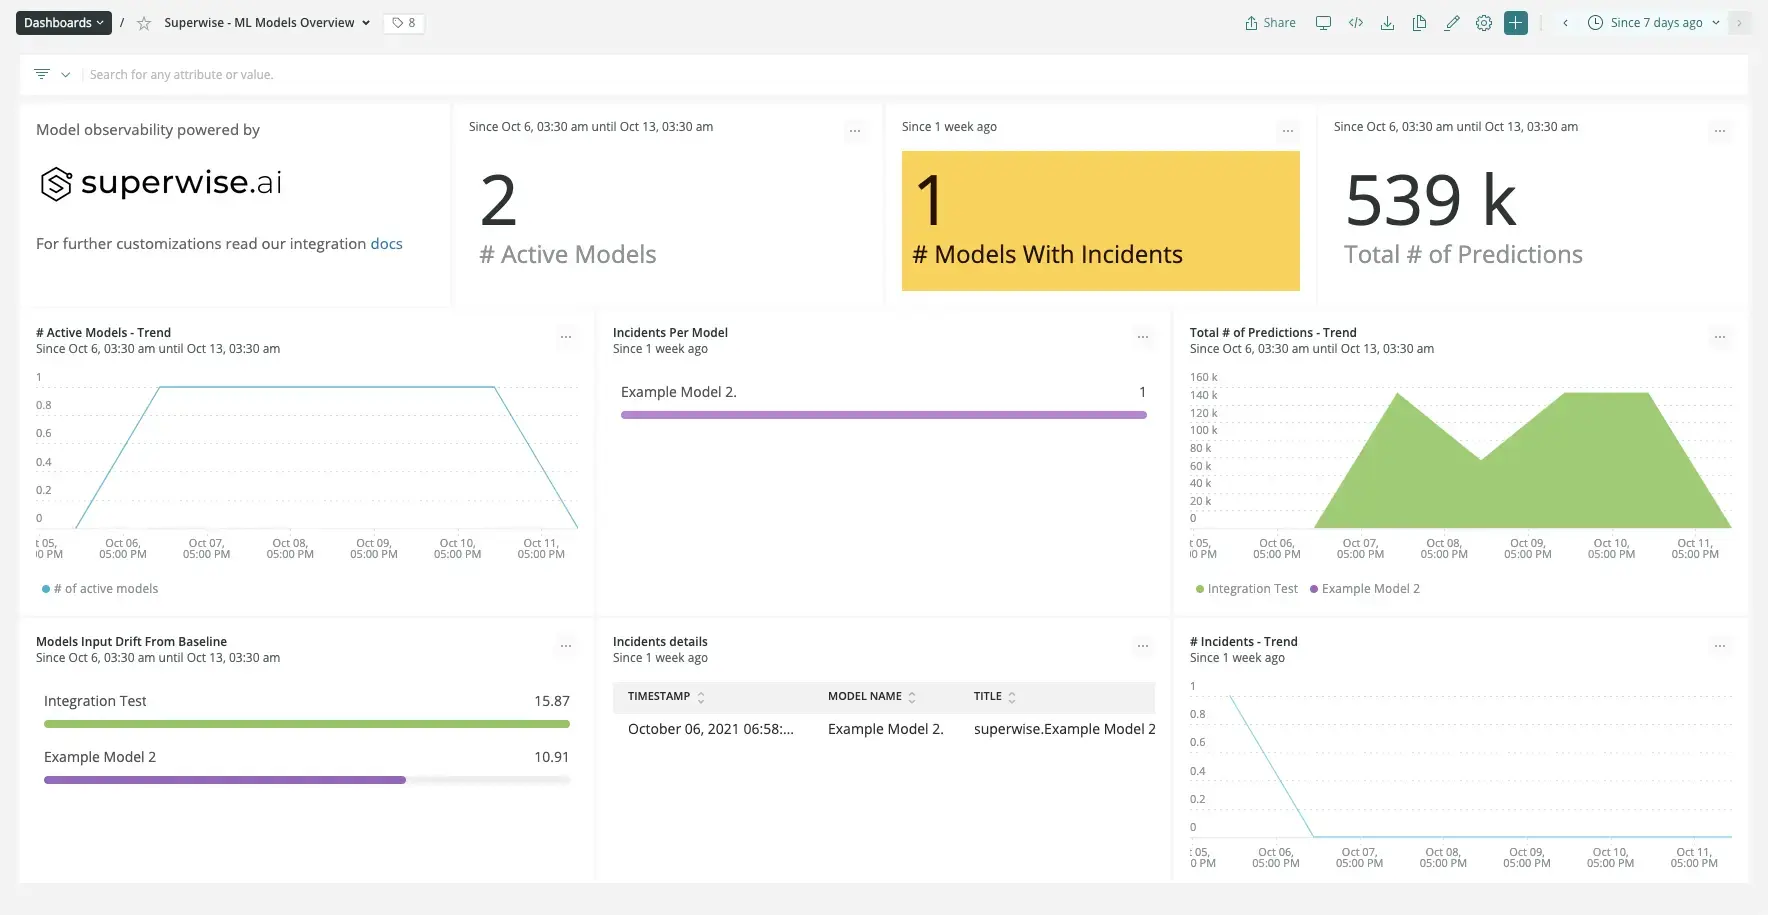 Dashboards / Superwise - ML Models Overview 8 Share Since 7 days ago
Search for any attribute or value.
Model observability powered by
superwise.ai
For further customizations read our integration docs
Since Oct 6, 03:30 am until Oct 13, 03:30 am
2
# Active Models
Since 1 week ago
1
# Models With Incidents
Since Oct 6, 03:30 am until Oct 13, 03:30 am
539 k
Total # of Predictions
# Active Models - Trend
Since Oct 6, 03:30 am until Oct 13, 03:30 am
1
0.8
0.6
0.4
0.2
0
t 05, Oct 06, Oct 07, Oct 08, Oct 09, Oct 10, Oct 11,
0 PM 05:00 PM 05:00 PM 05:00 PM 05:00 PM 05:00 PM 05:00 PM
# of active models
Incidents Per Model
Since 1 week ago
Example Model 2. 1
Total # of Predictions - Trend
Since Oct 6, 03:30 am until Oct 13, 03:30 am
160 k
140 k
120 k
100 k
80 k
60 k
40 k
20 k
0
t 05, Oct 06, Oct 07, Oct 08, Oct 09, Oct 10, Oct 11,
0 PM 05:00 PM 05:00 PM 05:00 PM 05:00 PM 05:00 PM 05:00 PM
Integration Test Example Model 2
Models Input Drift From Baseline
Since Oct 6, 03:30 am until Oct 13, 03:30 am
Integration Test 15.87
Example Model 2 10.91
Incidents details
Since 1 week ago
TIMESTAMP MODEL NAME TITLE
October 06, 2021 06:58:... Example Model 2. superwise.Example Model 2
# Incidents - Trend
Since 1 week ago
1
0.8
0.6
0.4
0.2
0
t 05, Oct 06, Oct 07, Oct 08, Oct 09, Oct 10, Oct 11,
0 PM 05:00 PM 05:00 PM 05:00 PM 05:00 PM 05:00 PM 05:00 PM